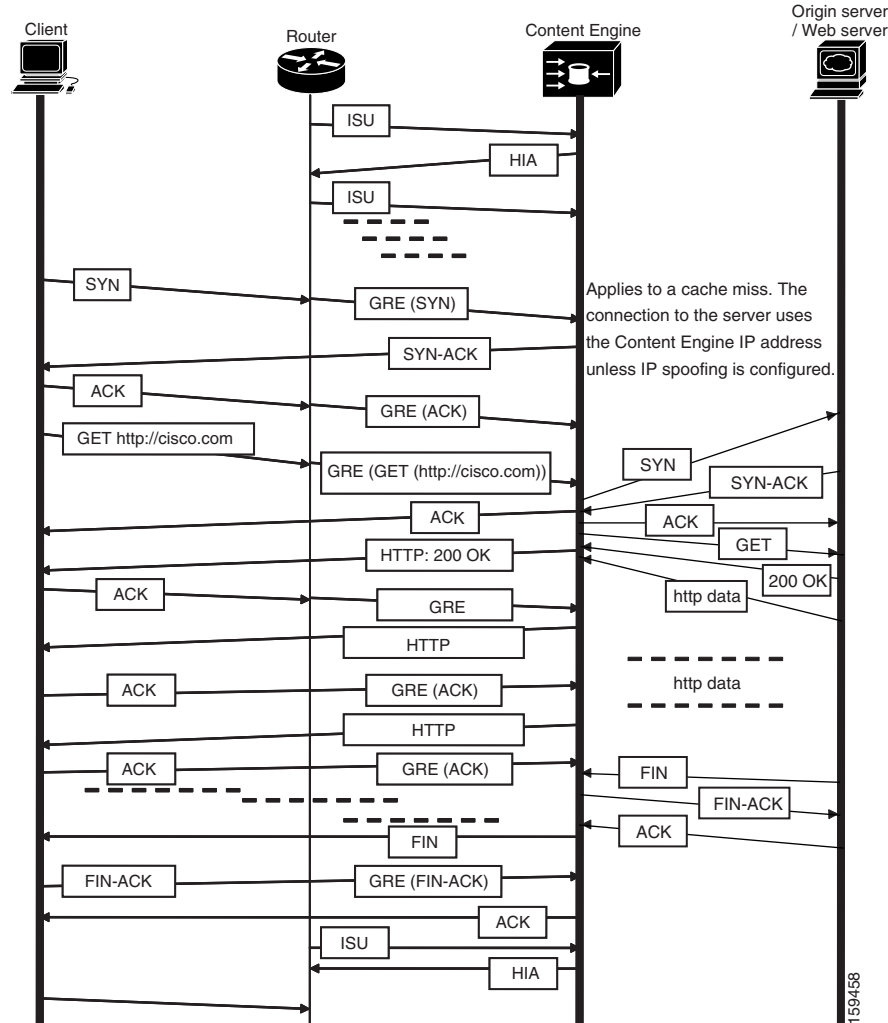 Client
Router
Content Engine
Origin server
/ Web server
ISU
HIA
ISU
SYN
GRE (SYN)
Applies to a cache miss. The
connection to the server uses
the Content Engine IP address
unless IP spoofing is configured.
SYN-ACK
ACK
GRE (ACK)
GET http://cisco.com
GRE (GET (http://cisco.com))
SYN
SYN-ACK
ACK
ACK
GET
HTTP: 200 OK
200 OK
ACK
GRE
http data
HTTP
ACK
GRE (ACK)
http data
HTTP
ACK
GRE (ACK)
FIN
FIN-ACK
ACK
FIN
FIN-ACK
GRE (FIN-ACK)
ACK
ISU
HIA
159458